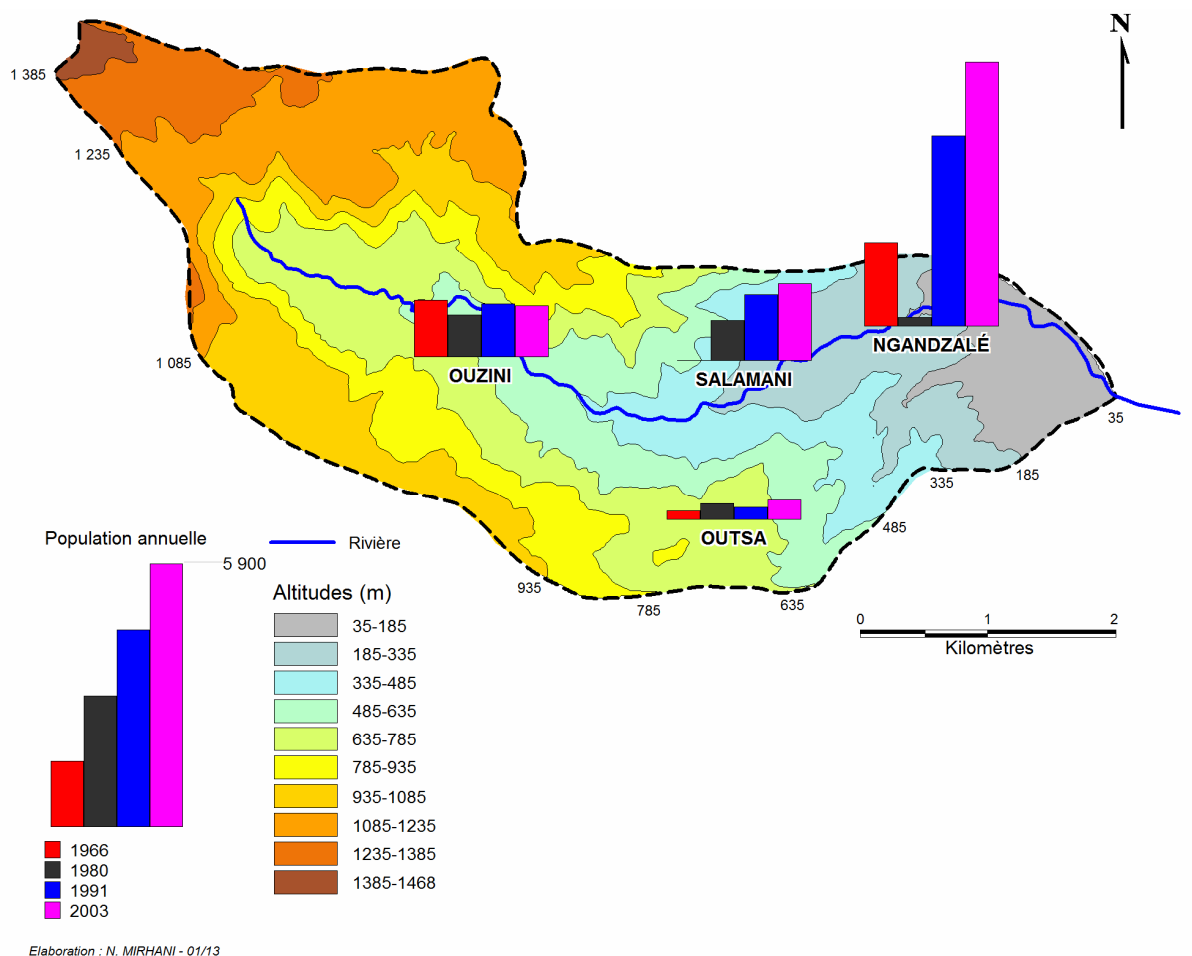 N
1 385
1 235
1 085
NGANDZALÉ
OUZINI
SALAMANI
35
185
335
485
OUTSA
935
785
635
Population annuelle
5 900
Rivière
Altitudes (m)
35-185
185-335
335-485
485-635
635-785
785-935
935-1085
1085-1235
1235-1385
1385-1468
0 1 2
Kilomètres
1966
1980
1991
2003
Elaboration : N. MIRHANI - 01/13